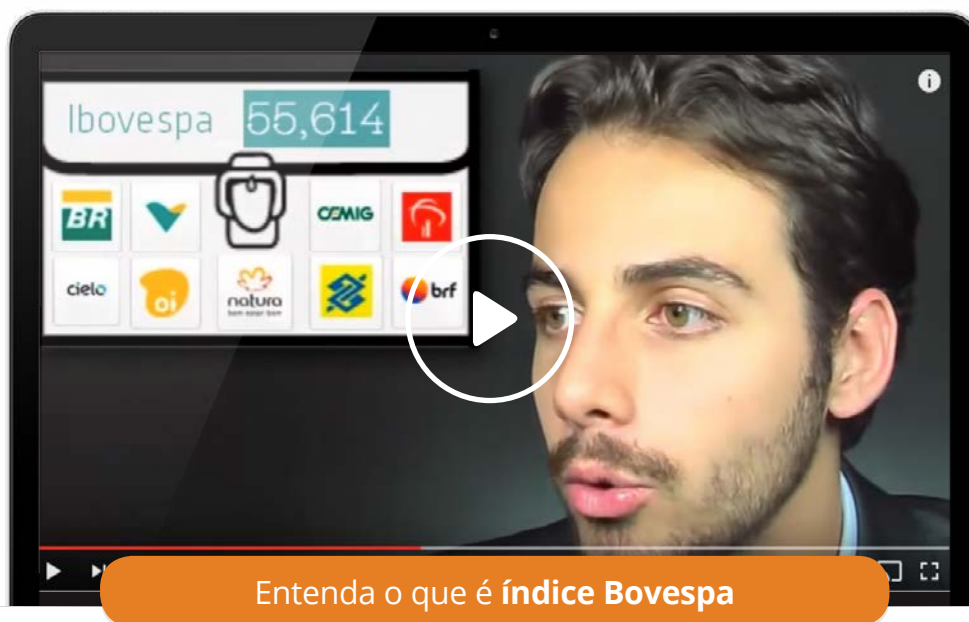 Ibovespa 55,614
BR
CEMIG
cielo
oi
natura
bem estar bem
brf
Entenda o que é índice Bovespa